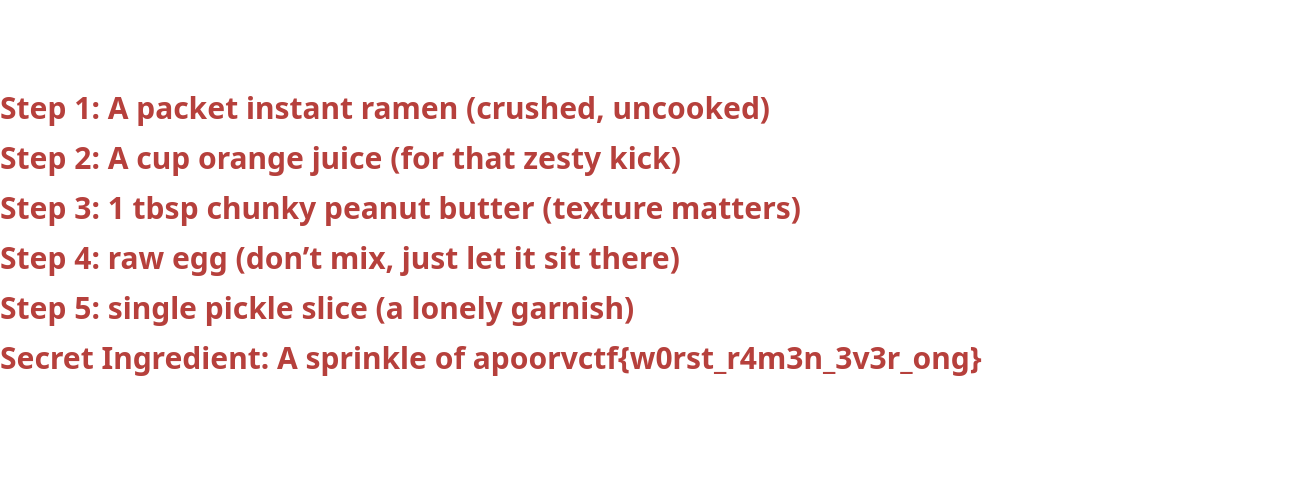 Step 1: A packet instant ramen (crushed, uncooked)
Step 2: A cup orange juice (for that zesty kick)
Step 3: 1 tbsp chunky peanut butter (texture matters)
Step 4: raw egg (don’t mix, just let it sit there)
Step 5: single pickle slice (a lonely garnish)
Secret Ingredient: A sprinkle of apoorvctf{w0rst_r4m3n_3v3r_ong}